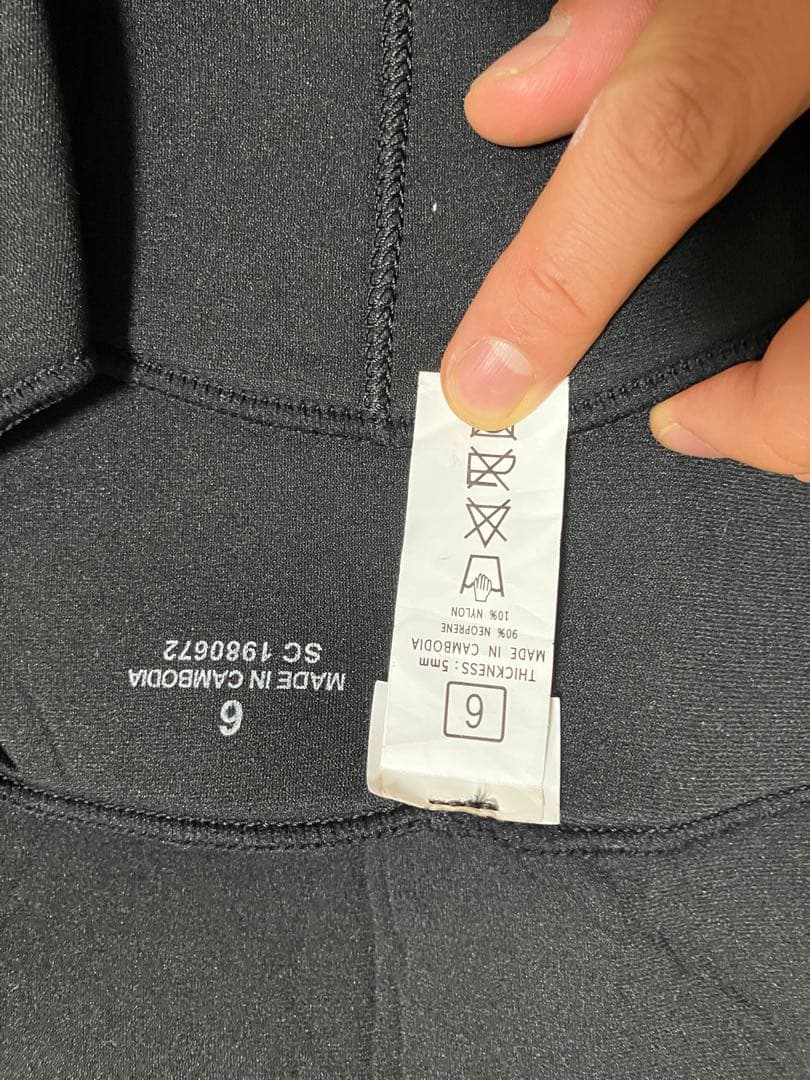 6
THICKNESS : 5mm
MADE IN CAMBODIA
90% NEOPRENE
10% NYLON
6
MADE IN CAMBODIA
SC 1980672